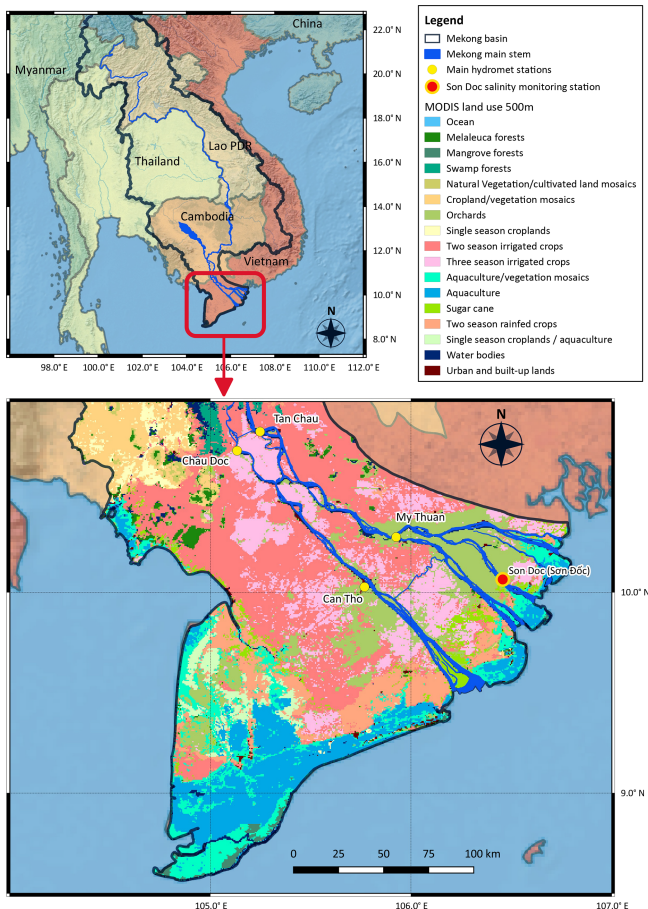 China
Myanmar
Lao PDR
Thailand
Cambodia
Vietnam
N
22.0° N
20.0° N
18.0° N
16.0° N
14.0° N
12.0° N
10.0° N
8.0° N
98.0° E
100.0° E
102.0° E
104.0° E
106.0° E
108.0° E
110.0° E
112.0° E
Legend
Mekong basin
Mekong main stem
Main hydromet stations
Son Doc salinity monitoring station
MODIS land use 500m
Ocean
Melaleuca forests
Mangrove forests
Swamp forests
Natural Vegetation/cultivated land mosaics
Cropland/vegetation mosaics
Orchards
Single season croplands
Two season irrigated crops
Three season irrigated crops
Aquaculture/vegetation mosaics
Aquaculture
Sugar cane
Two season rainfed crops
Single season croplands / aquaculture
Water bodies
Urban and built-up lands
N
Tan Chau
Chau Doc
My Thuan
Son Doc (Sơn Đốc)
Can Tho
10.0° N
9.0° N
0 25 50 75 100 km
105.0° E
106.0° E
107.0° E